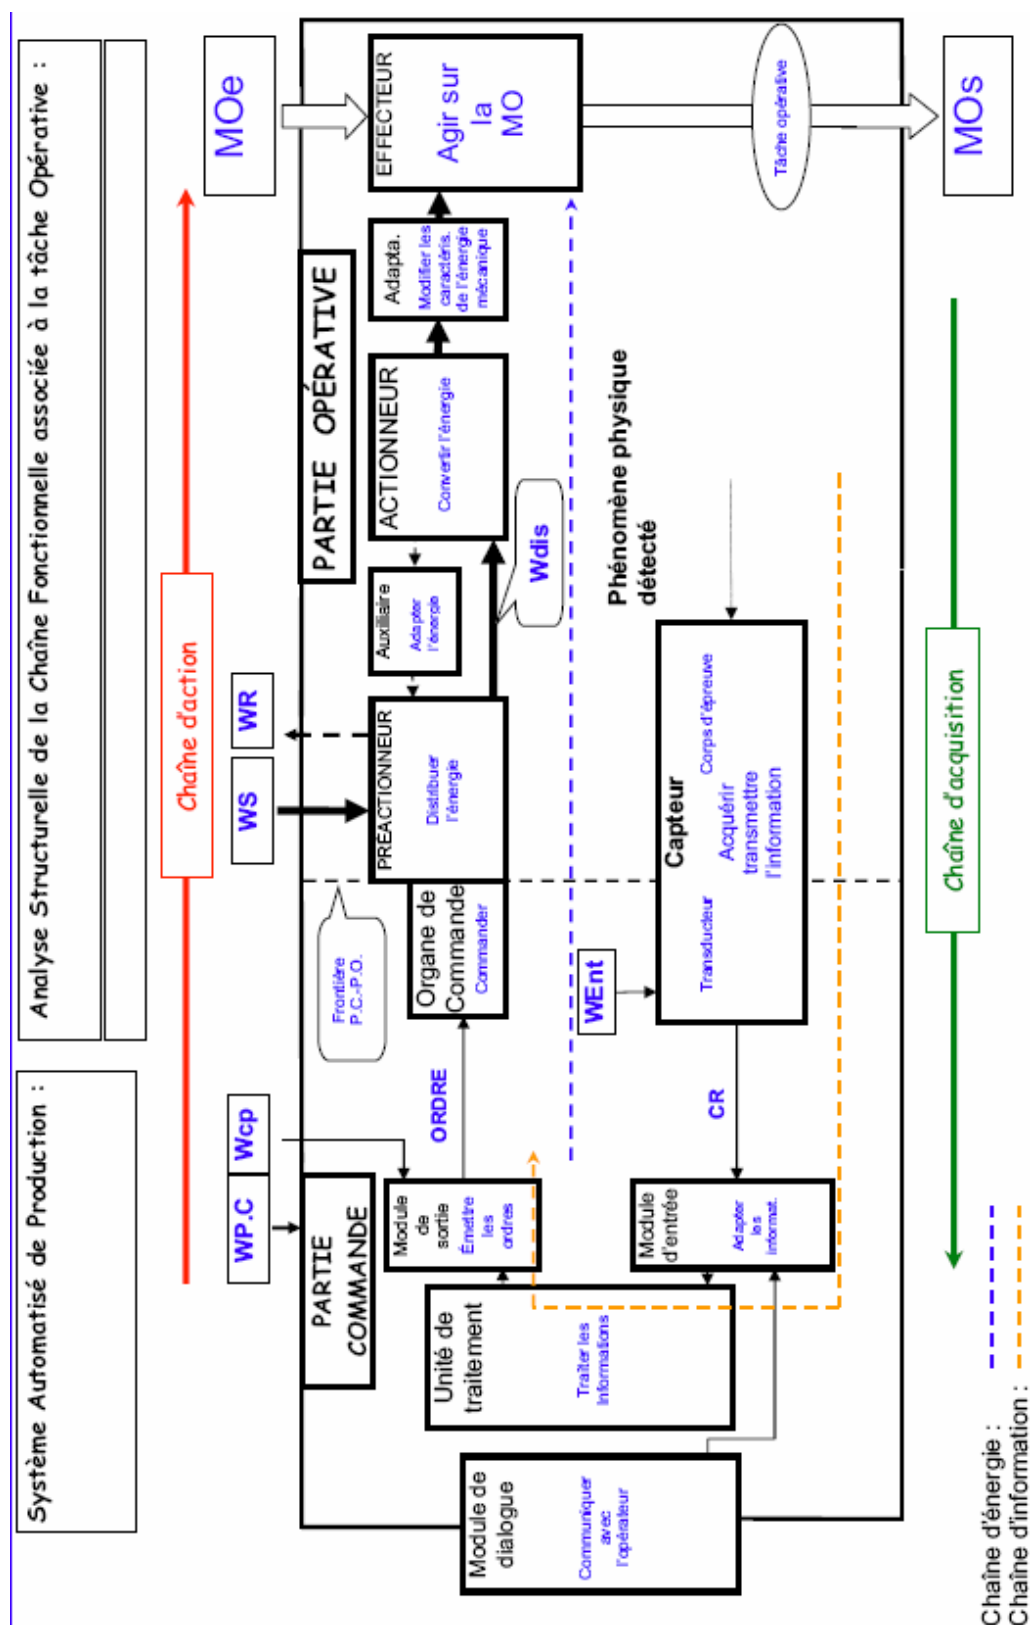 Système Automatisé de Production :
Analyse Structurelle de la Chaîne Fonctionnelle associée à la tâche Opérative :
Chaîne d'action
WP.C
Wcp
WS
WR
MOe
PARTIE
COMMANDE
Frontière
P.C.-P.O.
PARTIE OPÉRATIVE
Module de
dialogue
Communiquer
avec
l'opérateur
Unité de
traitement
Traiter les
Informations
Module
de
sortie
Émettre
les
ordres
ORDRE
Organe de
Commande
Commander
PRÉACTIONNEUR
Distribuer
l'énergie
Auxiliaire
Adapter
l'énergie
ACTIONNEUR
Convertir l'énergie
Adapta.
Modifier les
caractéris.
de l'énergie
mécanique
EFFECTEUR
Agir sur
la
MO
Wdis
Module
d'entrée
Adapter
les
informat.
CR
WEnt
Capteur
Transducteur
Corps d'épreuve
Acquérir
transmettre
l'information
Phénomène physique
détecté
Tâche opérative
MOs
Chaîne d'acquisition
Chaîne d'énergie :
Chaîne d'information :